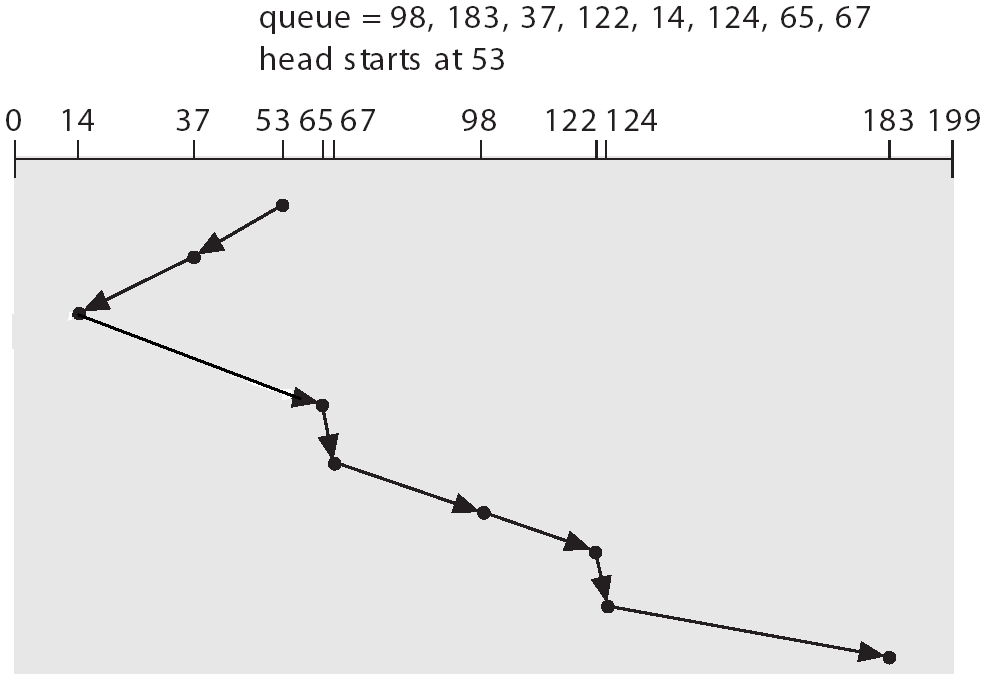 queue = 98, 183, 37, 122, 14, 124, 65, 67
head starts at 53
0 14 37 53 65 67 98 122 124 183 199